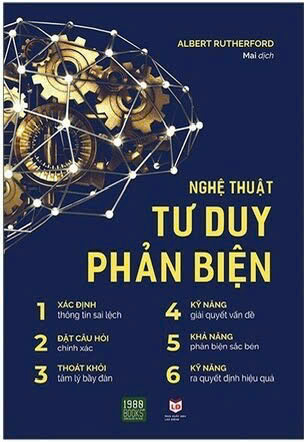 ALBERT RUTHERFORD
Mai dịch
NGHỆ THUẬT
TƯ DUY
PHẢN BIỆN
1 XÁC ĐỊNH
thông tin sai lệch
2 ĐẶT CÂU HỎI
chính xác
3 THOÁT KHỎI
tâm lý bầy đàn
4 KỸ NĂNG
giải quyết vấn đề
5 KHẢ NĂNG
phản biện sắc bén
6 KỸ NĂNG
ra quyết định hiệu quả
1980
BOOKS
LD